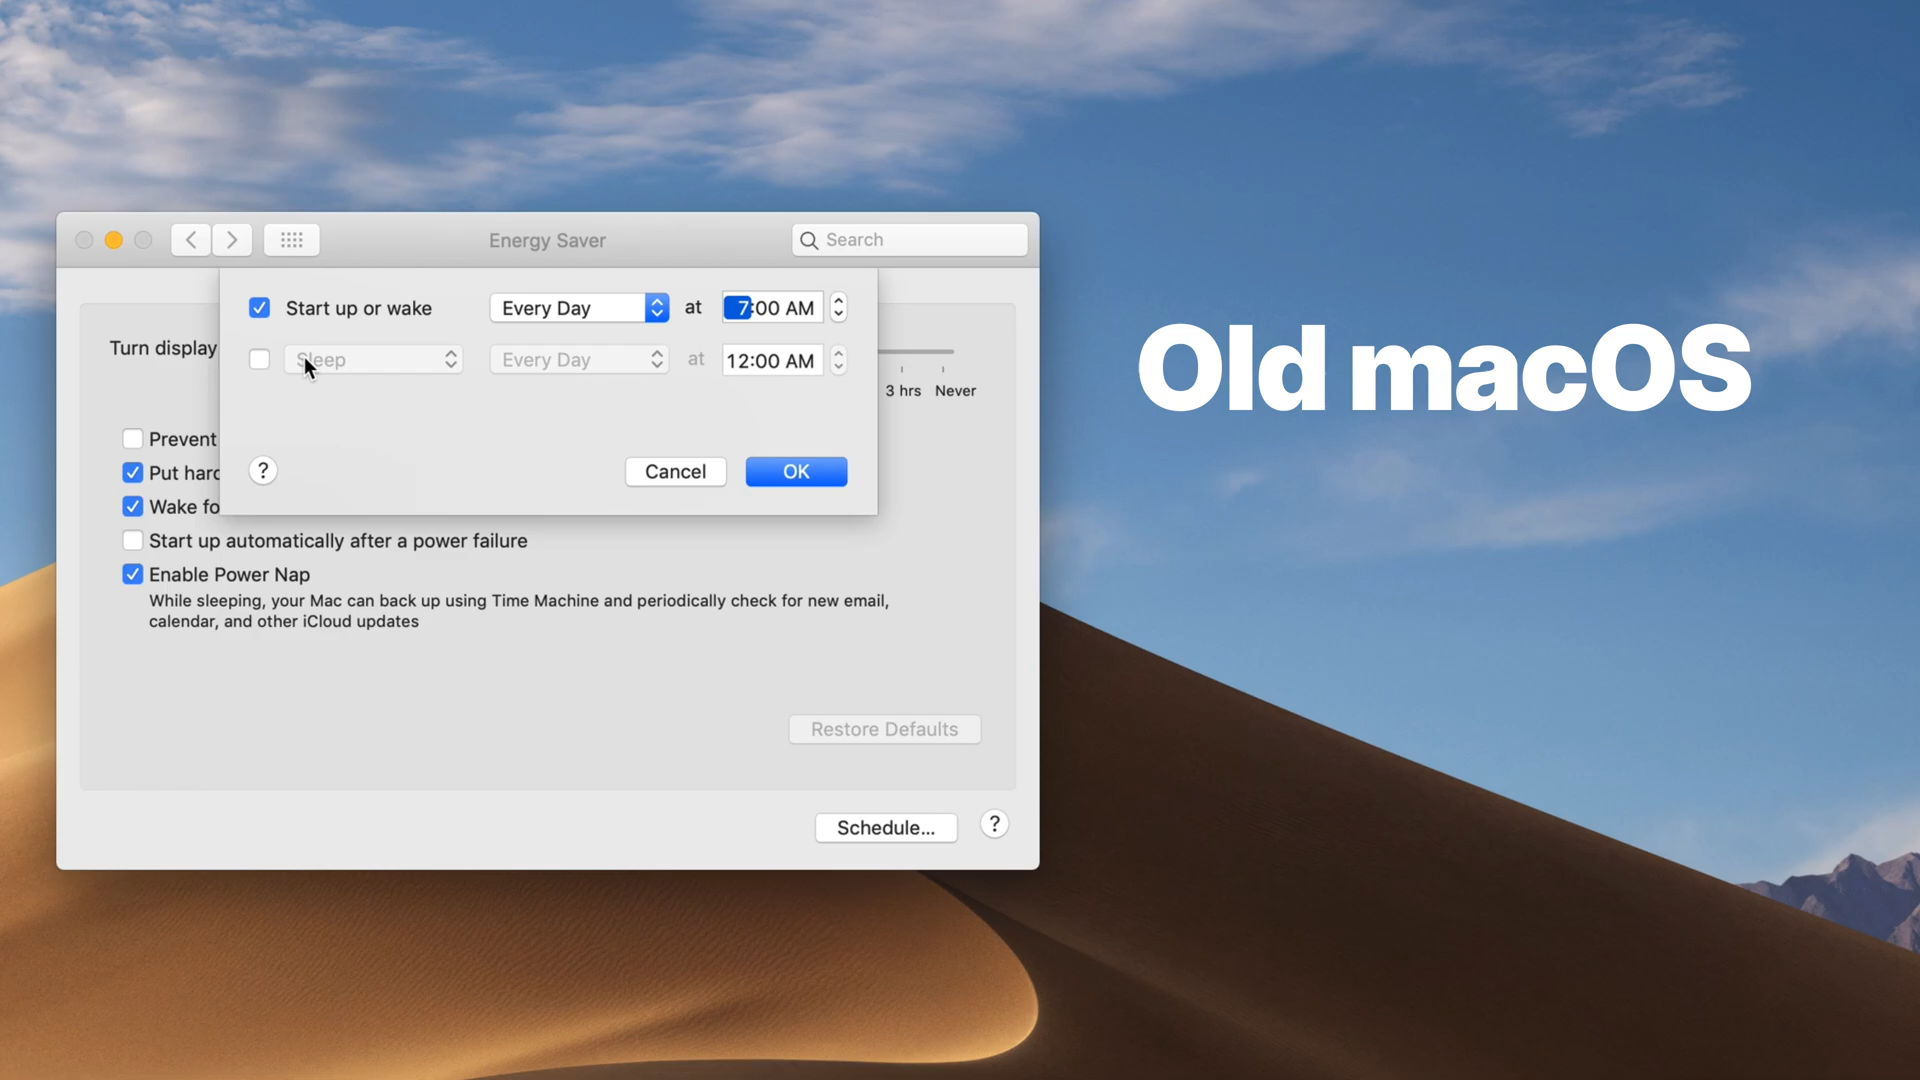 Energy Saver
Search
Start up or wake
Every Day
at
7:00 AM
Turn display
Sleep
Every Day
at
12:00 AM
3 hrs
Never
Old macOS
Prevent
Put hard
Wake fo
?
Cancel
OK
Start up automatically after a power failure
Enable Power Nap
While sleeping, your Mac can back up using Time Machine and periodically check for new email,
calendar, and other iCloud updates
Restore Defaults
Schedule...
?